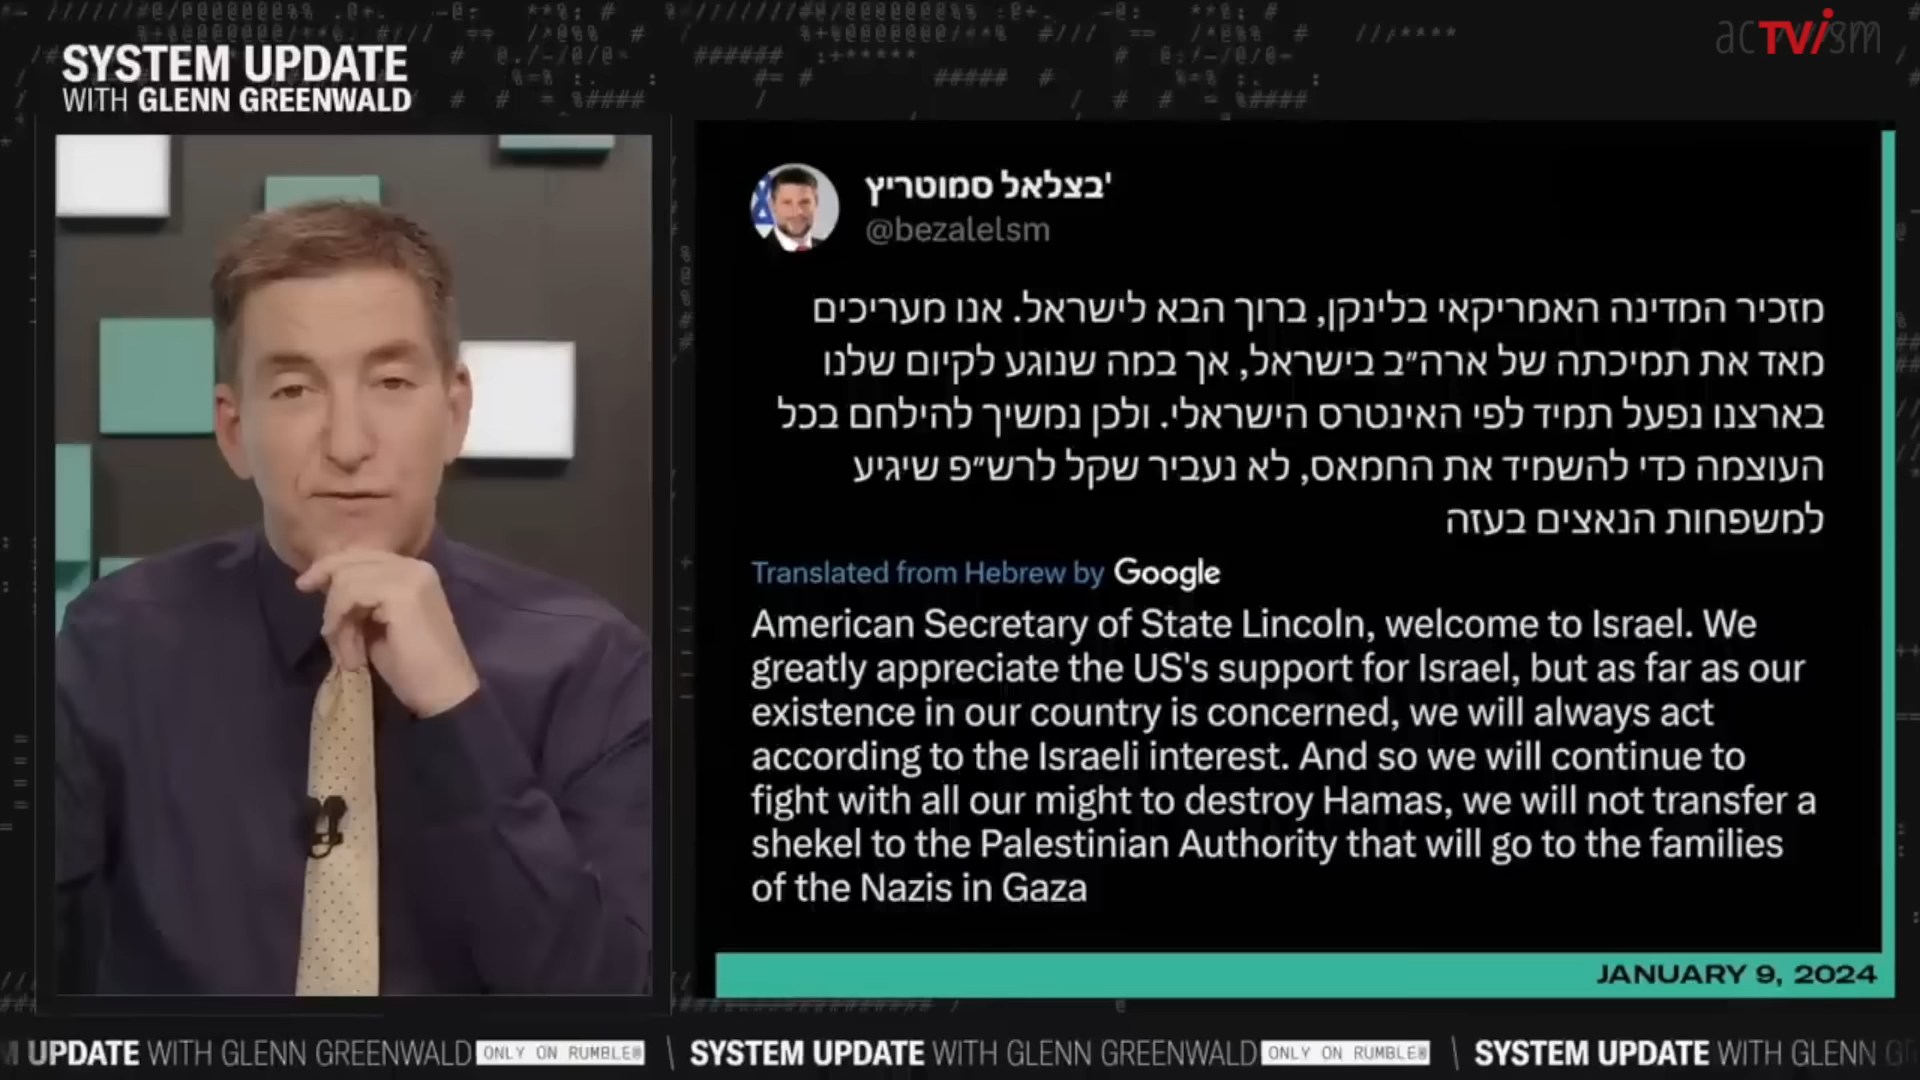 acTVism
SYSTEM UPDATE
WITH GLENN GREENWALD
בצלאל סמוטריץ'
@bezalelsm
מזכיר המדינה האמריקאי בלינקן, ברוך הבא לישראל. אנו מעריכים
מאד את תמיכתה של ארה״ב בישראל, אך במה שנוגע לקיום שלנו
בארצנו נפעל תמיד לפי האינטרס הישראלי. ולכן נמשיך להילחם בכל
העוצמה כדי להשמיד את החמאס, לא נעביר שקל לרש״פ שיגיע
למשפחות הנאצים בעזה
Translated from Hebrew by Google
American Secretary of State Lincoln, welcome to Israel. We
greatly appreciate the US's support for Israel, but as far as our
existence in our country is concerned, we will always act
according to the Israeli interest. And so we will continue to
fight with all our might to destroy Hamas, we will not transfer a
shekel to the Palestinian Authority that will go to the families
of the Nazis in Gaza
JANUARY 9, 2024
M UPDATE WITH GLENN GREENWALD ONLY ON RUMBLE® \ SYSTEM UPDATE WITH GLENN GREENWALD ONLY ON RUMBLE® \ SYSTEM UPDATE WITH GLENN G